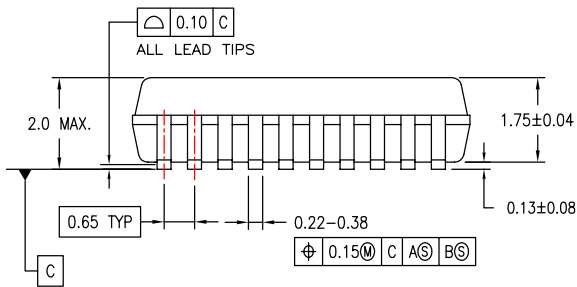 ⌓ 0.10 C
ALL LEAD TIPS
2.0 MAX.
1.75±0.04
0.13±0.08
0.65 TYP
0.22-0.38
⌖ 0.15Ⓜ C AⓈ BⓈ
C